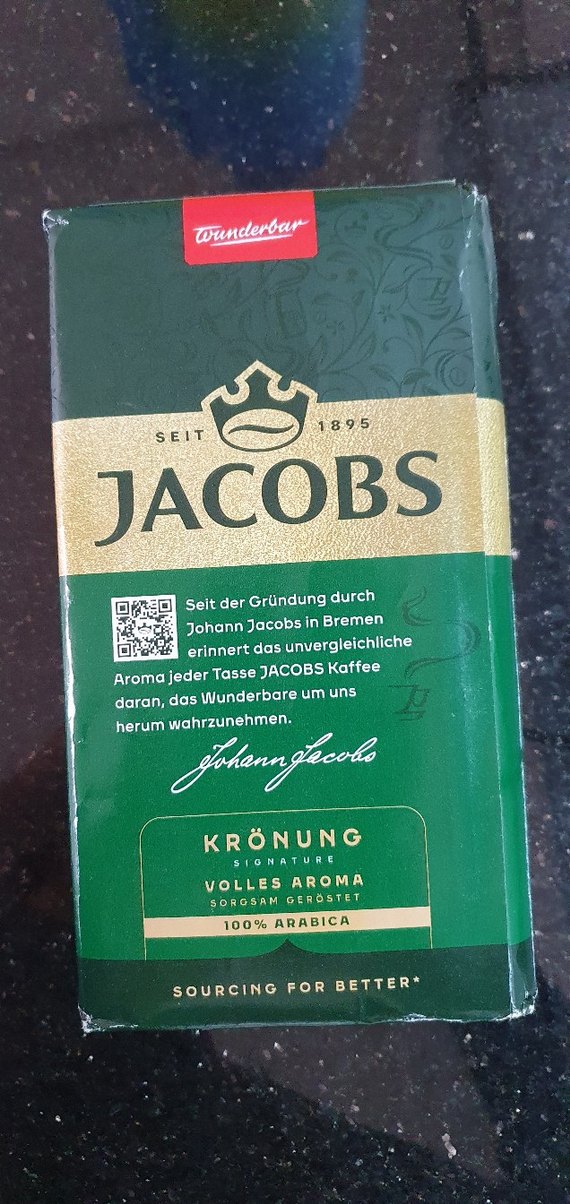 wunderbar
SEIT 1895
JACOBS
Seit der Gründung durch
Johann Jacobs in Bremen
erinnert das unvergleichliche
Aroma jeder Tasse JACOBS Kaffee
daran, das Wunderbare um uns
herum wahrzunehmen.
Johann Jacobs
KRÖNUNG
SIGNATURE
VOLLES AROMA
SORGSAM GERÖSTET
100% ARABICA
SOURCING FOR BETTER*